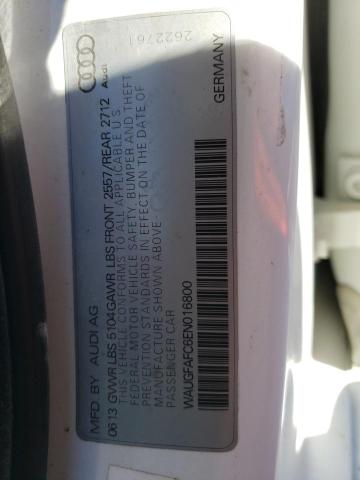 MFD BY AUDI AG
06 13 GVWR LBS 5104 GAWR LBS FRONT 2557/REAR 2712
THIS VEHICLE CONFORMS TO ALL APPLICABLE U S
FEDERAL MOTOR VEHICLE SAFETY, BUMPER AND THEFT
PREVENTION STANDARDS IN EFFECT ON THE DATE OF
MANUFACTURE SHOWN ABOVE
PASSENGER CAR
WAUGFAFC6EN016800
GERMANY
Audi
2622761